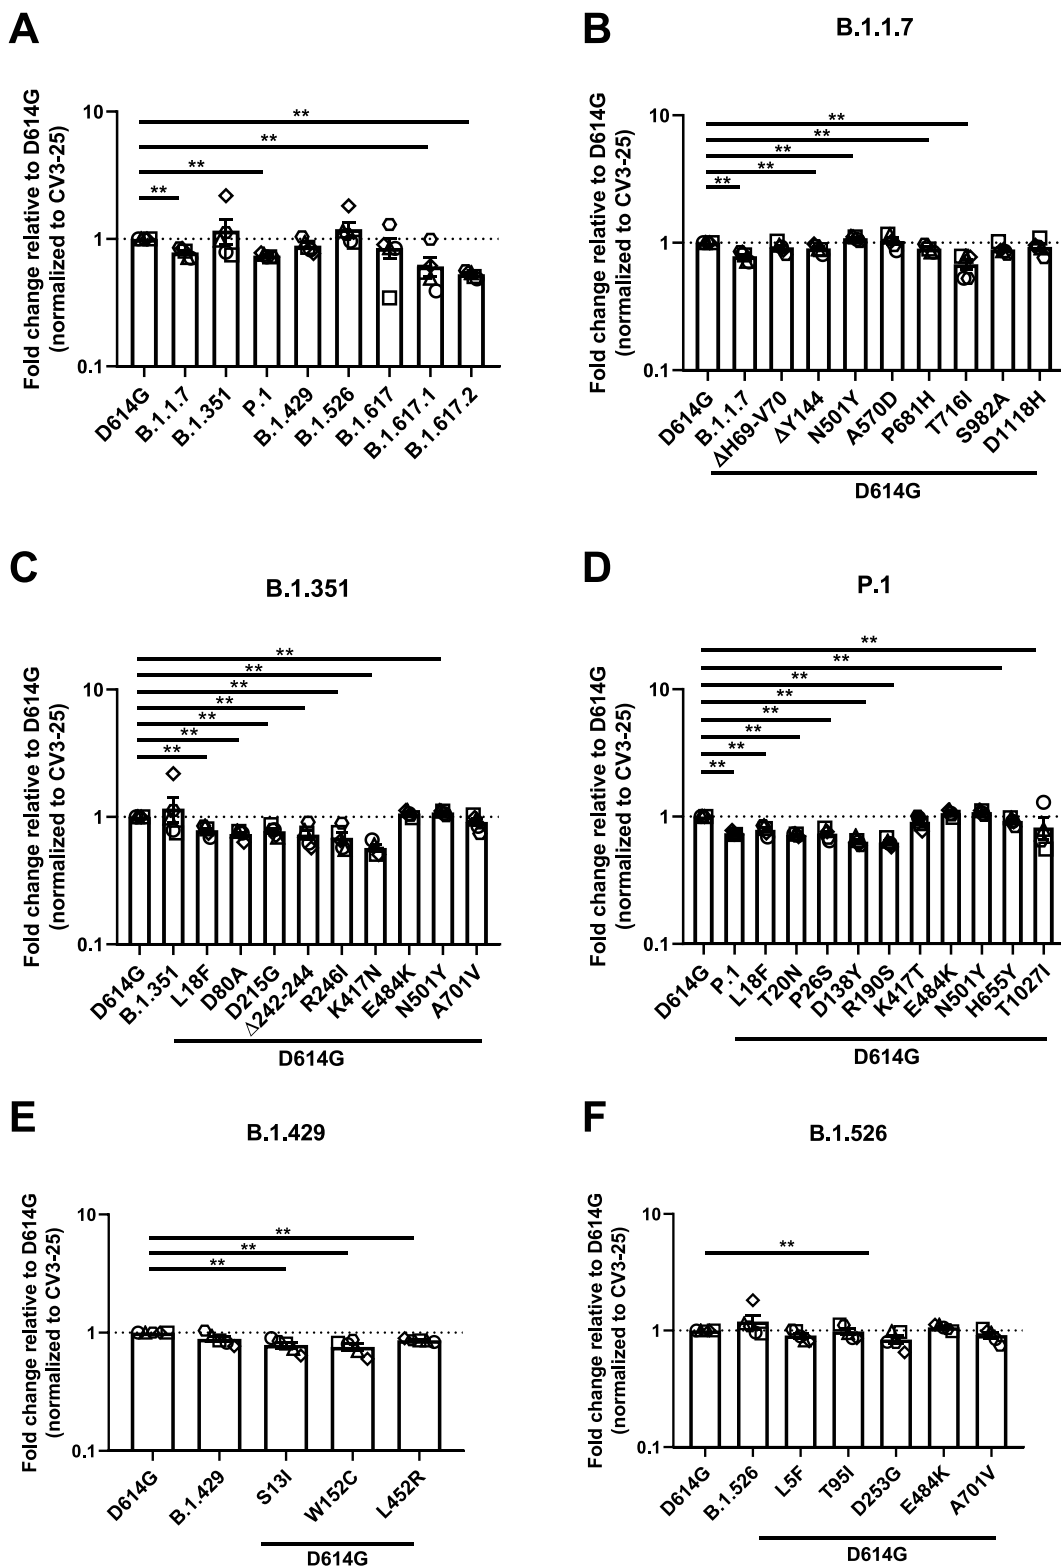 A
Fold change relative to D614G
(normalized to CV3-25)
10
1
0.1
**
**
**
**
D614G
B.1.1.7
B.1.351
P.1
B.1.429
B.1.526
B.1.617
B.1.617.1
B.1.617.2
B
B.1.1.7
Fold change relative to D614G
(normalized to CV3-25)
10
1
0.1
**
**
**
**
**
D614G
B.1.1.7
ΔH69-V70
ΔY144
N501Y
A570D
P681H
T716I
S982A
D1118H
D614G
C
B.1.351
Fold change relative to D614G
(normalized to CV3-25)
10
1
0.1
**
**
**
**
**
**
**
D614G
B.1.351
L18F
D80A
D215G
Δ242-244
R246I
K417N
E484K
N501Y
A701V
D614G
D
P.1
Fold change relative to D614G
(normalized to CV3-25)
10
1
0.1
**
**
**
**
**
**
**
**
D614G
P.1
L18F
T20N
P26S
D138Y
R190S
K417T
E484K
N501Y
H655Y
T1027I
D614G
E
B.1.429
Fold change relative to D614G
(normalized to CV3-25)
10
1
0.1
**
**
**
D614G
B.1.429
S13I
W152C
L452R
D614G
F
B.1.526
Fold change relative to D614G
(normalized to CV3-25)
10
1
0.1
**
D614G
B.1.526
L5F
T95I
D253G
E484K
A701V
D614G